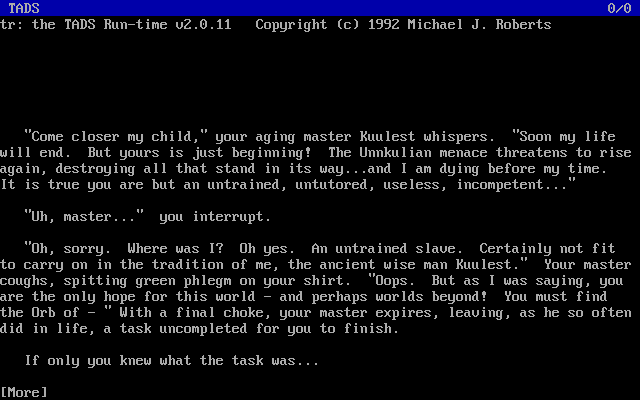 TADS 0/0
tr: the TADS Run-time v2.0.11   Copyright (c) 1992 Michael J. Roberts
"Come closer my child," your aging master Kuulest whispers.  "Soon my life
will end.  But yours is just beginning!  The Unnkulian menace threatens to rise
again, destroying all that stand in its way...and I am dying before my time.
It is true you are but an untrained, untutored, useless, incompetent..."
"Uh, master..."  you interrupt.
"Oh, sorry.  Where was I?  Oh yes.  An untrained slave.  Certainly not fit
to carry on in the tradition of me, the ancient wise man Kuulest."  Your master
coughs, spitting green phlegm on your shirt.  "Oops.  But as I was saying, you
are the only hope for this world - and perhaps worlds beyond!  You must find
the Orb of - " With a final choke, your master expires, leaving, as he so often
did in life, a task uncompleted for you to finish.
If only you knew what the task was...
[More]